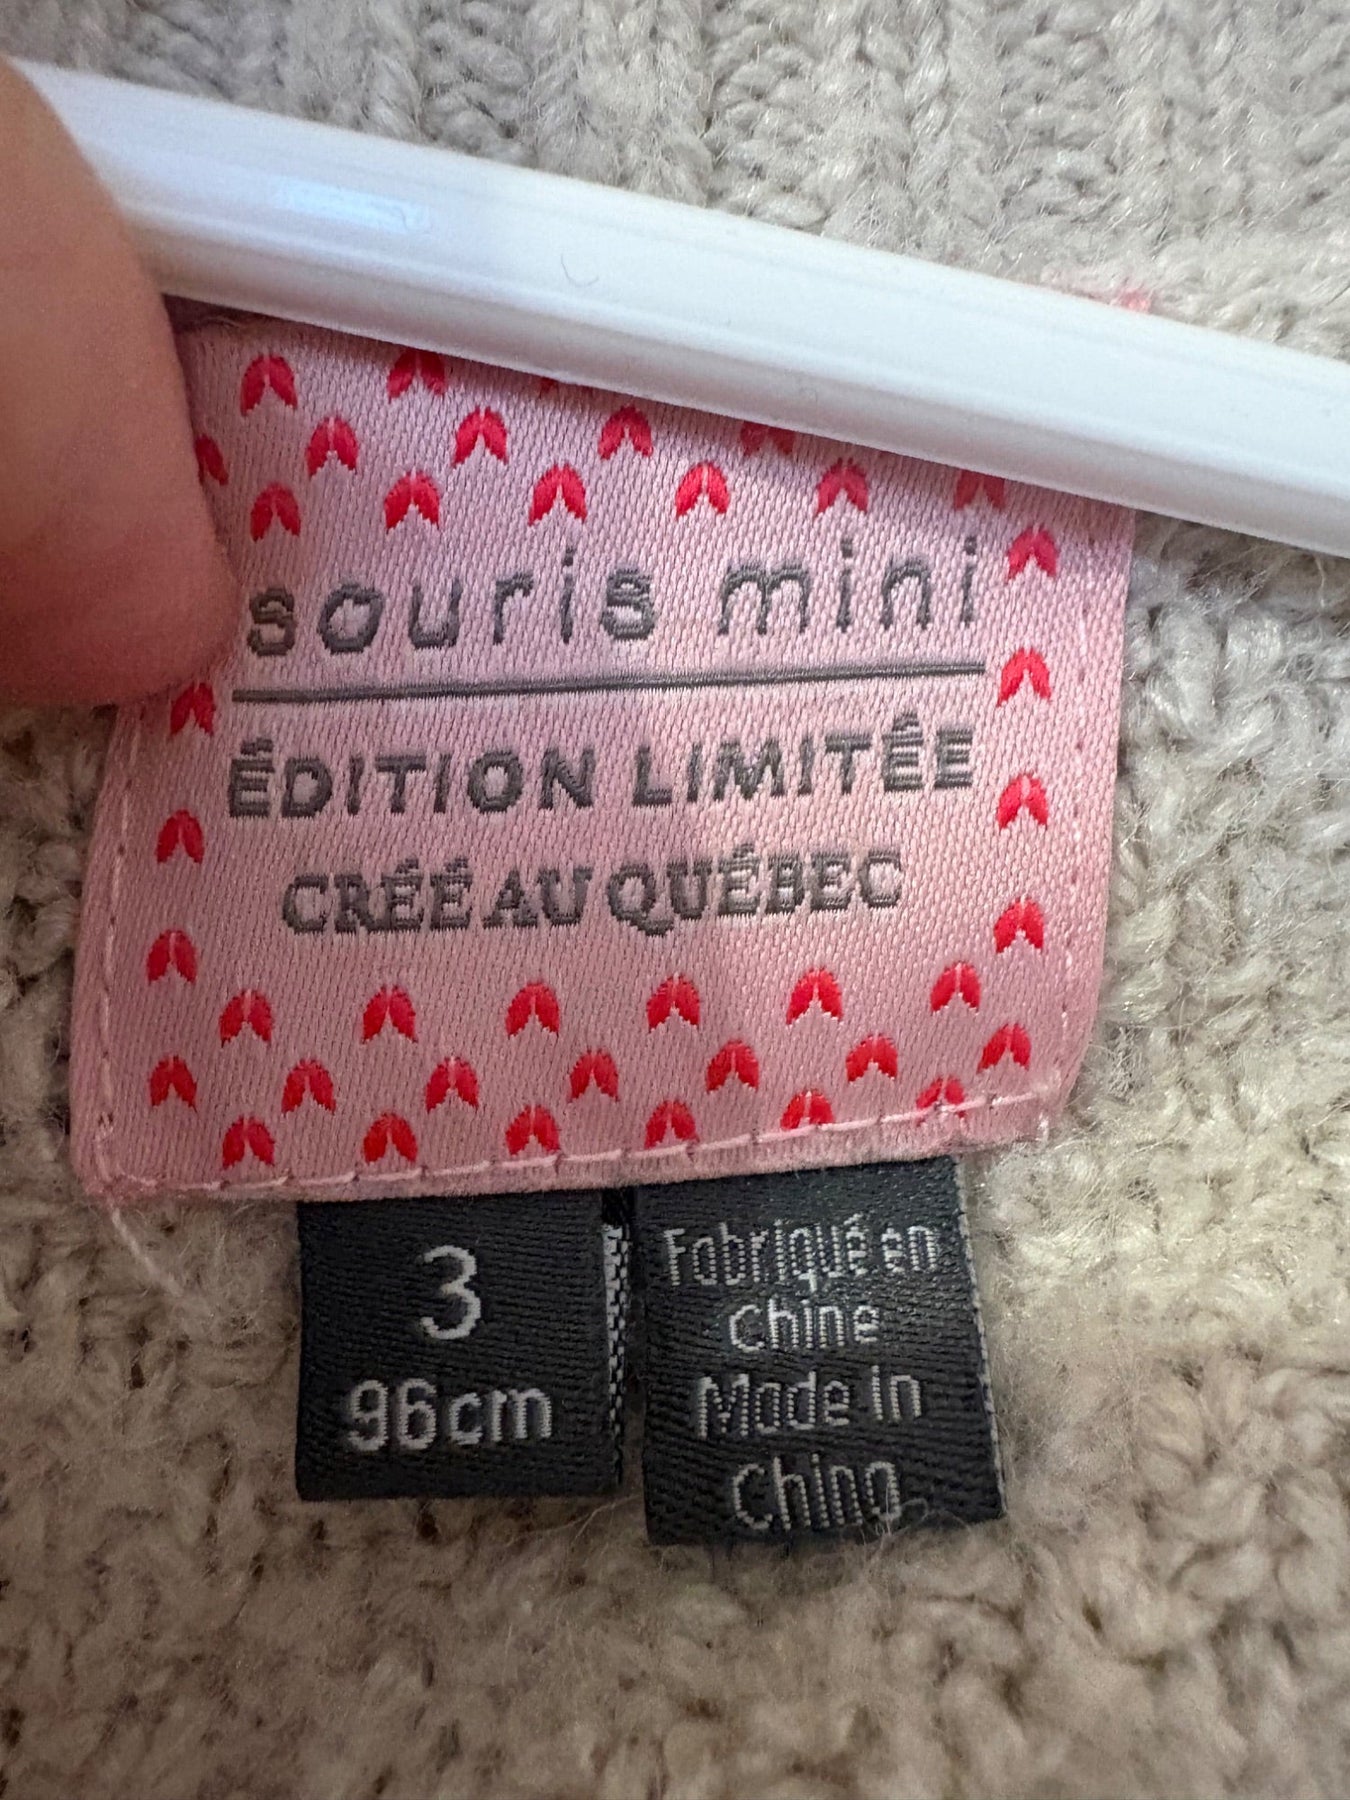 souris mini
ÉDITION LIMITÉE
CRÉÉ AU QUÉBEC
3
96cm
Fabriqué en
Chine
Made in
China